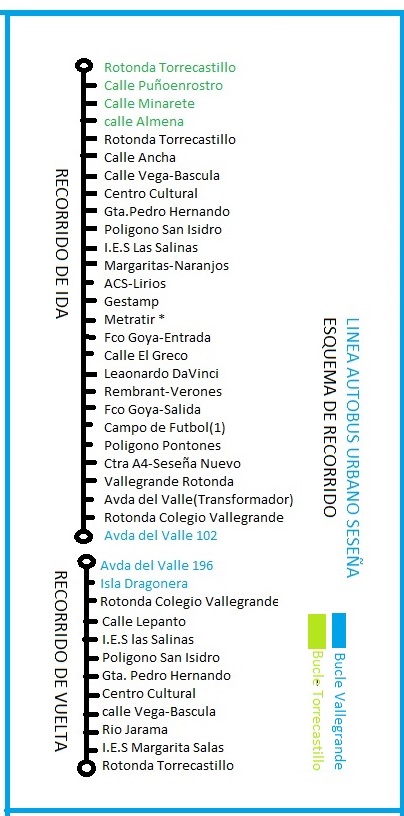 LINEA AUTOBUS URBANO SESEÑA
ESQUEMA DE RECORRIDO
Bucle Vallegrande
Bucle Torrecastillo
Rotonda Torrecastillo
Calle Puñoenrostro
Calle Minarete
calle Almena
Rotonda Torrecastillo
Calle Ancha
Calle Vega-Bascula
Centro Cultural
Gta.Pedro Hernando
Poligono San Isidro
I.E.S Las Salinas
Margaritas-Naranjos
ACS-Lirios
Gestamp
Metratir *
Fco Goya-Entrada
Calle El Greco
Leaonardo DaVinci
Rembrant-Verones
Fco Goya-Salida
Campo de Futbol(1)
Poligono Pontones
Ctra A4-Seseña Nuevo
Vallegrande Rotonda
Avda del Valle(Transformador)
Rotonda Colegio Vallegrande
Avda del Valle 102
RECORRIDO DE IDA
Avda del Valle 196
Isla Dragonera
Rotonda Colegio Vallegrande
Calle Lepanto
I.E.S las Salinas
Poligono San Isidro
Gta. Pedro Hernando
Centro Cultural
calle Vega-Bascula
Rio Jarama
I.E.S Margarita Salas
Rotonda Torrecastillo
RECORRIDO DE VUELTA